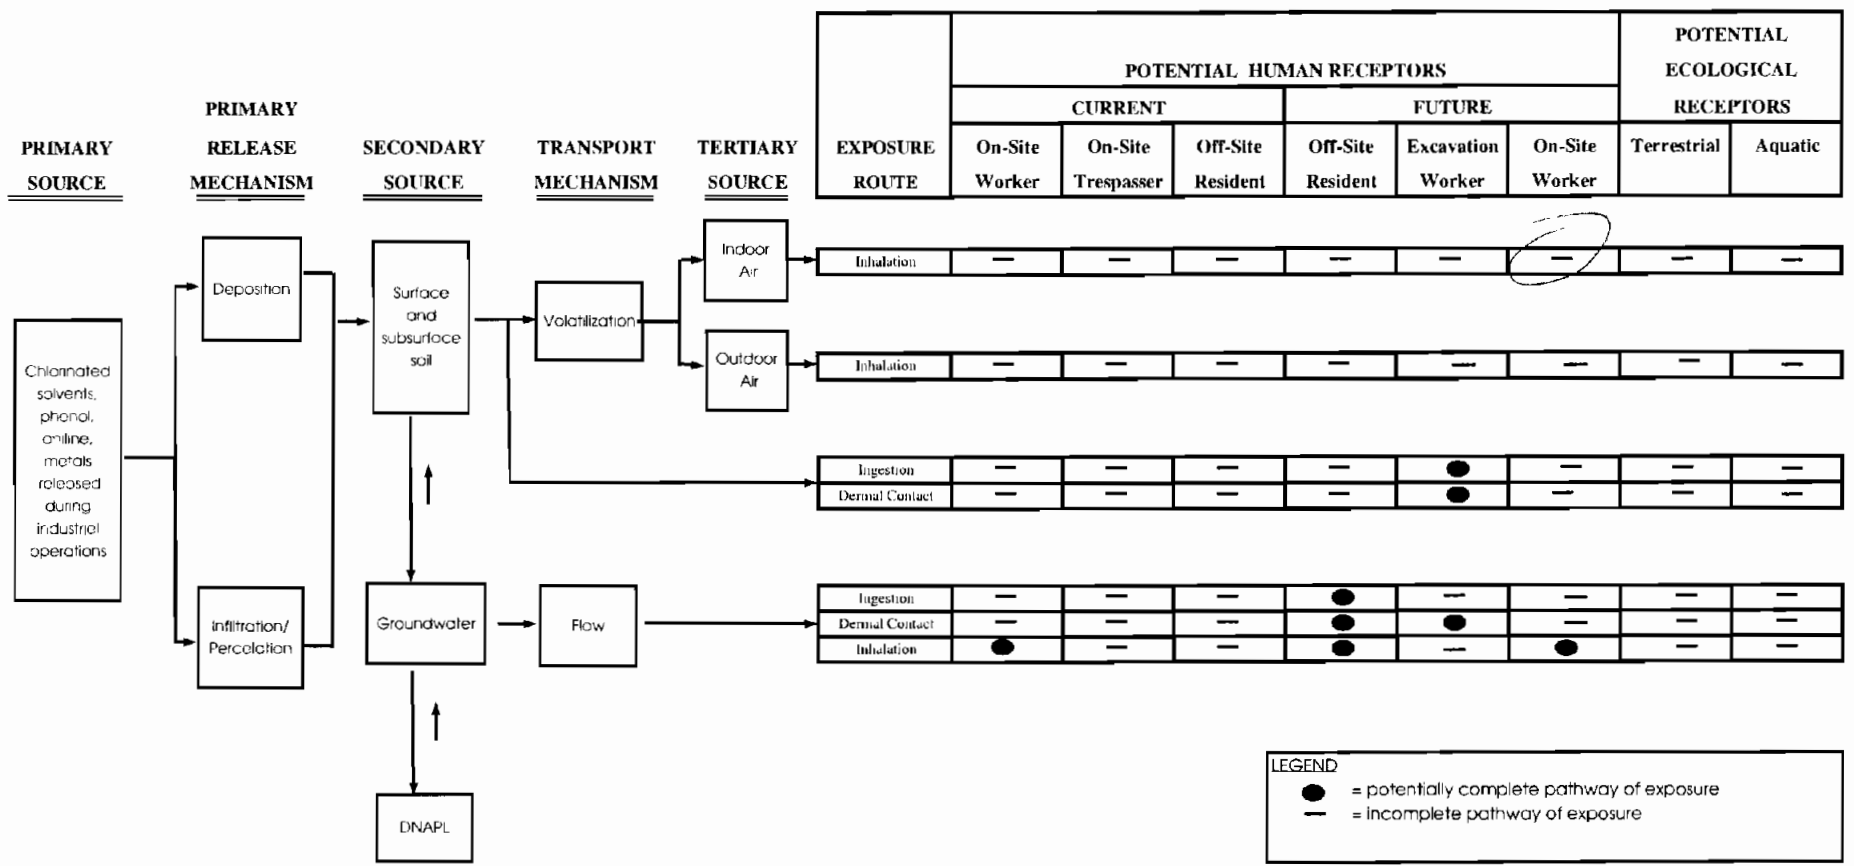 POTENTIAL
POTENTIAL HUMAN RECEPTORS
ECOLOGICAL
RECEPTORS
CURRENT
FUTURE
PRIMARY
SOURCE
PRIMARY
RELEASE
MECHANISM
SECONDARY
SOURCE
TRANSPORT
MECHANISM
TERTIARY
SOURCE
EXPOSURE
ROUTE
On-Site
Worker
On-Site
Trespasser
Off-Site
Resident
Off-Site
Resident
Excavation
Worker
On-Site
Worker
Terrestrial
Aquatic
Chlorinated
solvents,
phenol,
aniline,
metals
released
during
industrial
operations
Deposition
Infiltration/
Percolation
Surface
and
subsurface
soil
Groundwater
DNAPL
Volatilization
Flow
Indoor
Air
Outdoor
Air
Inhalation — — — — — — — —
Inhalation — — — — — — — —
Ingestion — — — — ● — — —
Dermal Contact — — — — ● — — —
Ingestion — — — ● — — — —
Dermal Contact — — — ● ● — — —
Inhalation ● — — ● — ● — —
LEGEND
● = potentially complete pathway of exposure
— = incomplete pathway of exposure